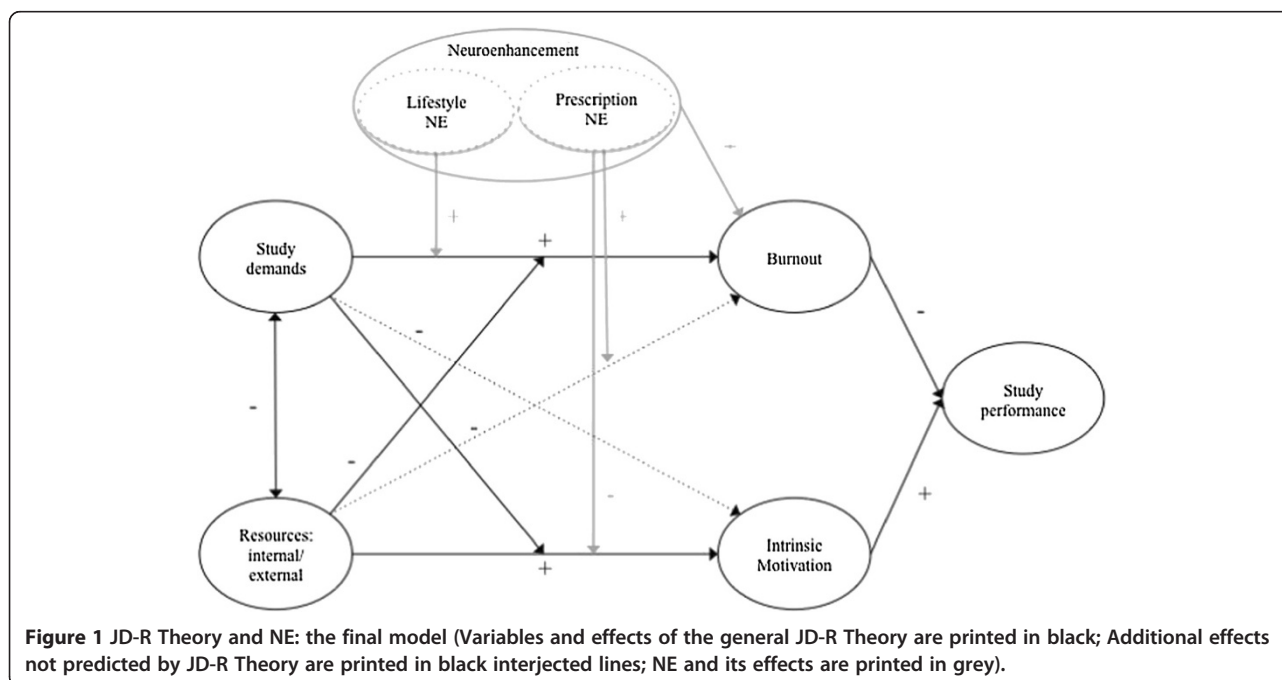 Neuroenhancement
Lifestyle
NE
Prescription
NE
+
+
+
Study
demands
+
Burnout
-
-
-
Study
performance
-
-
-
+
Resources:
internal/
external
+
Intrinsic
Motivation
Figure 1 JD-R Theory and NE: the final model (Variables and effects of the general JD-R Theory are printed in black; Additional effects
not predicted by JD-R Theory are printed in black interjected lines; NE and its effects are printed in grey).